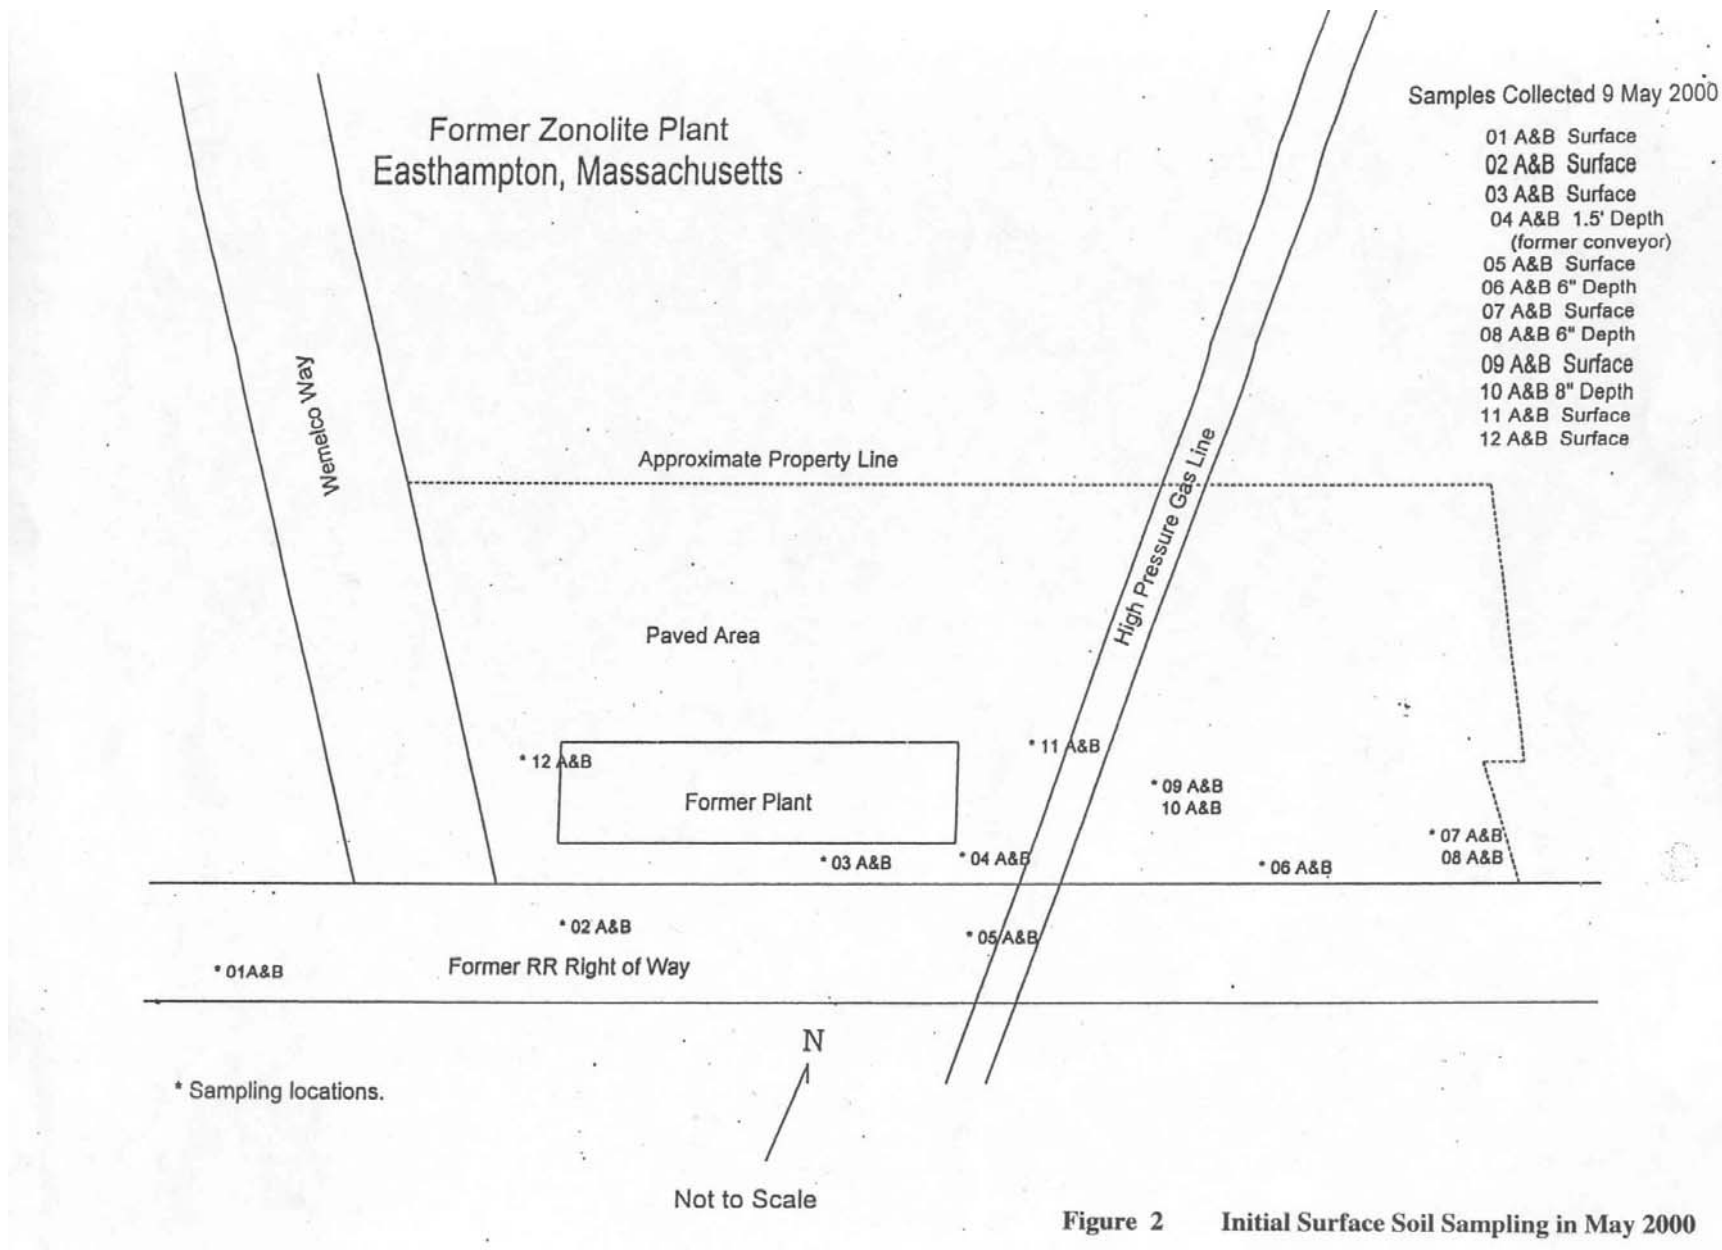 Samples Collected 9 May 2000
01 A&B Surface
02 A&B Surface
03 A&B Surface
04 A&B 1.5' Depth
(former conveyor)
05 A&B Surface
06 A&B 6" Depth
07 A&B Surface
08 A&B 6" Depth
09 A&B Surface
10 A&B 8" Depth
11 A&B Surface
12 A&B Surface
Former Zonolite Plant
Easthampton, Massachusetts
Wemelco Way
Approximate Property Line
High Pressure Gas Line
Paved Area
* 12 A&B
* 11 A&B
Former Plant
* 09 A&B
10 A&B
* 07 A&B
08 A&B
* 03 A&B
* 04 A&B
* 06 A&B
* 02 A&B
* 05 A&B
* 01A&B
Former RR Right of Way
N
* Sampling locations.
Not to Scale
Figure 2 Initial Surface Soil Sampling in May 2000